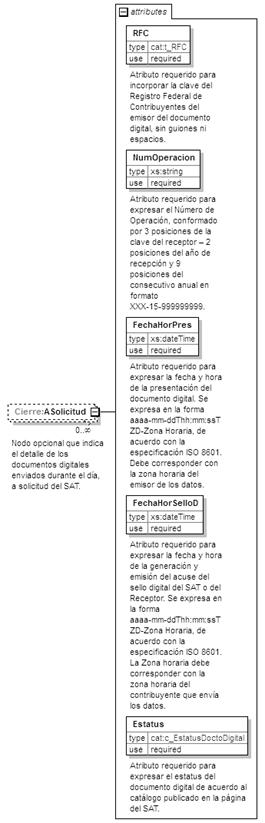 attributes
RFC
type cat:t_RFC
use required
Atributo requerido para
incorporar la clave del
Registro Federal de
Contribuyentes del
emisor del documento
digital, sin guiones ni
espacios.
NumOperacion
type xs:string
use required
Atributo requerido para
expresar el Número de
Operación, conformado
por 3 posiciones de la
clave del receptor – 2
posiciones del año de
recepción y 9
posiciones del
consecutivo anual en
formato
XXX-15-999999999.
FechaHorPres
type xs:dateTime
use required
Atributo requerido para
expresar la fecha y hora
de la presentación del
documento digital. Se
expresa en la forma
aaaa-mm-ddThh:mm:ssT
ZD-Zona Horaria, de
acuerdo con la
especificación ISO 8601.
Debe corresponder con
la zona horaria del
emisor de los datos.
Cierre:ASolicitud
0..∞
Nodo opcional que indica
el detalle de los
documentos digitales
enviados durante el día,
a solicitud del SAT.
FechaHorSelloD
type xs:dateTime
use required
Atributo requerido para
expresar la fecha y hora
de la generación y
emisión del acuse del
sello digital del SAT o del
Receptor. Se expresa en
la forma
aaaa-mm-ddThh:mm:ssT
ZD-Zona Horaria, de
acuerdo con la
especificación ISO 8601.
La Zona horaria debe
corresponder con la
zona horaria del
contribuyente que envía
los datos.
Estatus
type cat:c_EstatusDoctoDigital
use required
Atributo requerido para
expresar el estatus del
documento digital de acuerdo al
catálogo publicado en la página
del SAT.